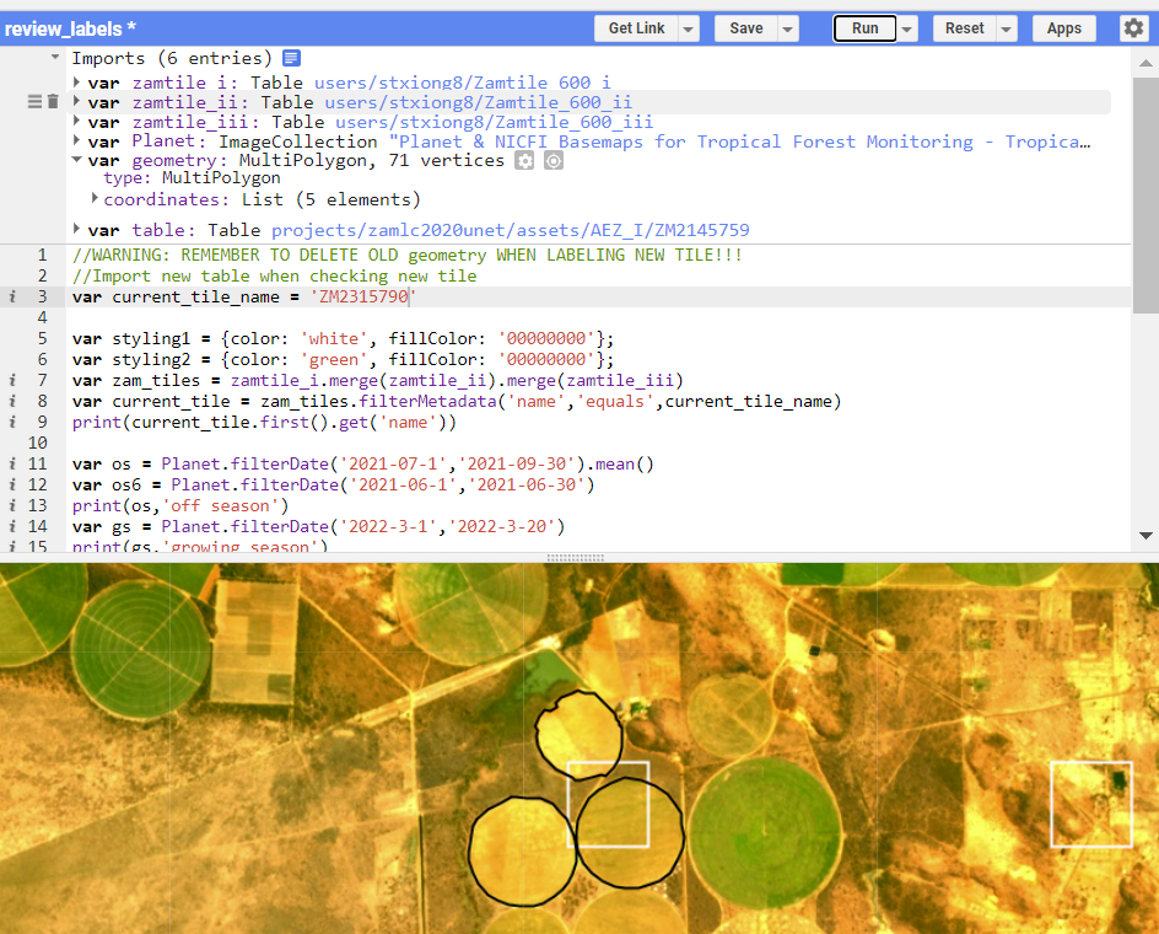 review_labels *
Get Link
Save
Run
Reset
Apps
Imports (6 entries)
var zamtile_i: Table users/stxiong8/Zamtile_600_i
var zamtile_ii: Table users/stxiong8/Zamtile_600_ii
var zamtile_iii: Table users/stxiong8/Zamtile_600_iii
var Planet: ImageCollection "Planet & NICFI Basemaps for Tropical Forest Monitoring - Tropica…
var geometry: MultiPolygon, 71 vertices
type: MultiPolygon
coordinates: List (5 elements)
var table: Table projects/zamlc2020unet/assets/AEZ_I/ZM2145759
1 //WARNING: REMEMBER TO DELETE OLD geometry WHEN LABELING NEW TILE!!!
2 //Import new table when checking new tile
i 3 var current_tile_name = 'ZM2315790'
4
5 var styling1 = {color: 'white', fillColor: '00000000'};
6 var styling2 = {color: 'green', fillColor: '00000000'};
i 7 var zam_tiles = zamtile_i.merge(zamtile_ii).merge(zamtile_iii)
i 8 var current_tile = zam_tiles.filterMetadata('name','equals',current_tile_name)
i 9 print(current_tile.first().get('name'))
10
i 11 var os = Planet.filterDate('2021-07-1','2021-09-30').mean()
i 12 var os6 = Planet.filterDate('2021-06-1','2021-06-30')
i 13 print(os,'off season')
i 14 var gs = Planet.filterDate('2022-3-1','2022-3-20')
i 15 print(gs,'growing season')